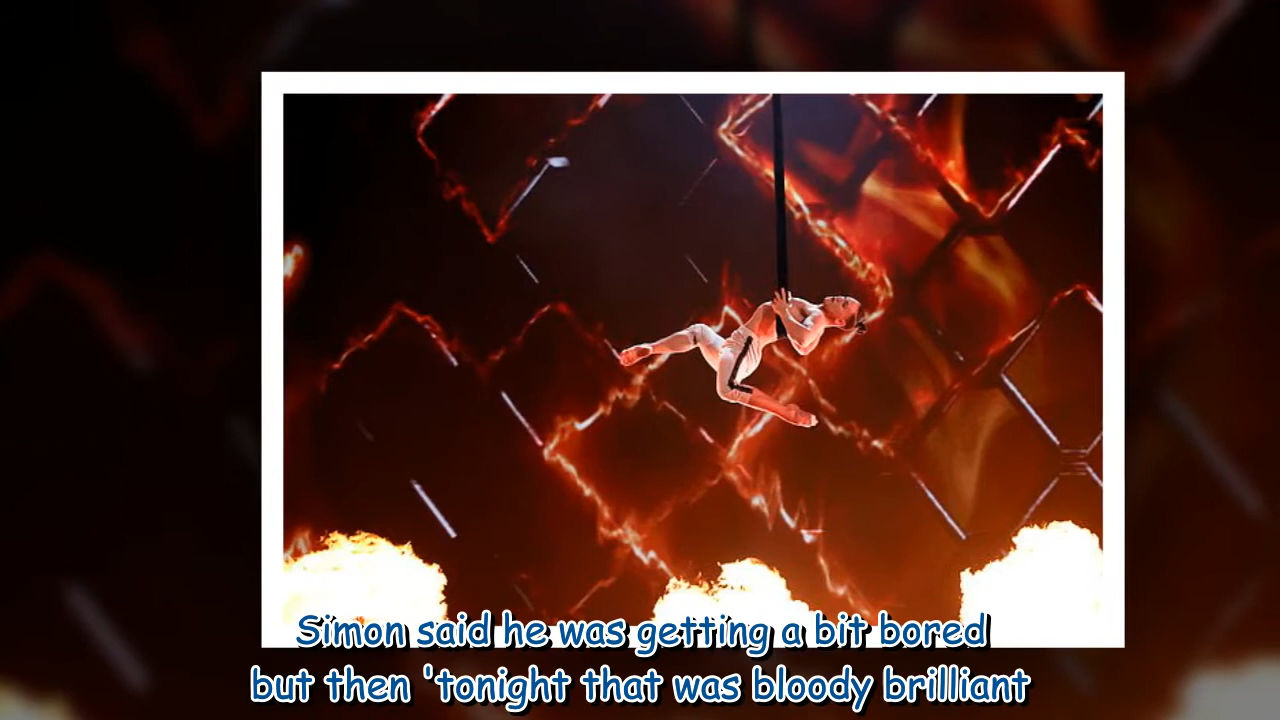 Simon said he was getting a bit bored
but then 'tonight that was bloody brilliant